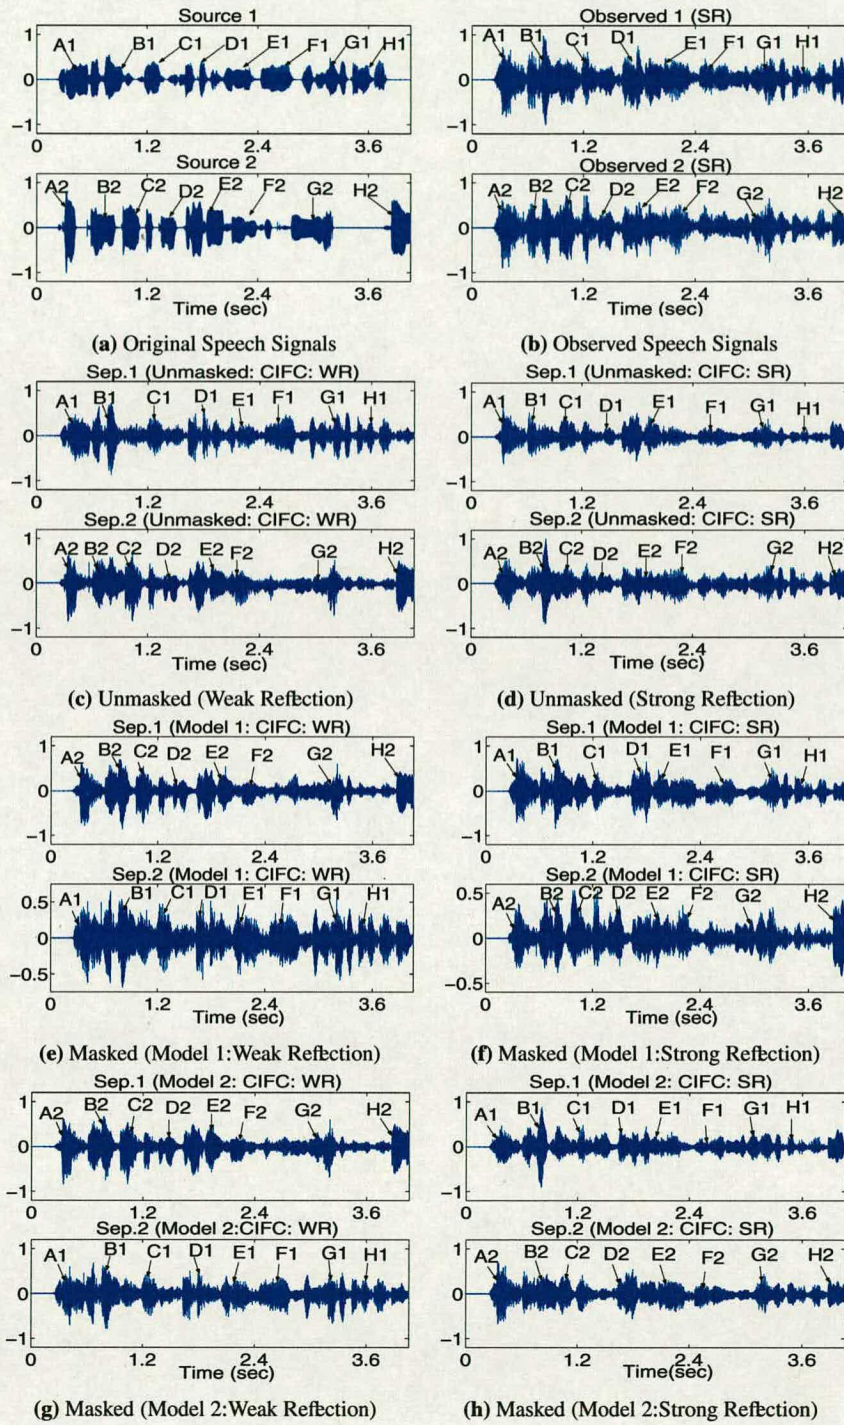 Source 1
A1 B1 C1 D1 E1 F1 G1 H1
1
0
−1
0 1.2 2.4 3.6
Source 2
A2 B2 C2 D2 E2 F2 G2 H2
1
0
−1
0 1.2 2.4 3.6
Time (sec)
(a) Original Speech Signals
Observed 1 (SR)
A1 B1 C1 D1 E1 F1 G1 H1
1
0
−1
0 1.2 2.4 3.6
Observed 2 (SR)
A2 B2 C2 D2 E2 F2 G2 H2
1
0
−1
0 1.2 2.4 3.6
Time (sec)
(b) Observed Speech Signals
Sep.1 (Unmasked: CIFC: WR)
A1 B1 C1 D1 E1 F1 G1 H1
1
0
−1
0 1.2 2.4 3.6
Sep.2 (Unmasked: CIFC: WR)
A2 B2 C2 D2 E2 F2 G2 H2
1
0
−1
0 1.2 2.4 3.6
Time (sec)
(c) Unmasked (Weak Reflection)
Sep.1 (Unmasked: CIFC: SR)
A1 B1 C1 D1 E1 F1 G1 H1
1
0
−1
0 1.2 2.4 3.6
Sep.2 (Unmasked: CIFC: SR)
A2 B2 C2 D2 E2 F2 G2 H2
1
0
−1
0 1.2 2.4 3.6
Time (sec)
(d) Unmasked (Strong Reflection)
Sep.1 (Model 1: CIFC: WR)
A2 B2 C2 D2 E2 F2 G2 H2
1
0
−1
0 1.2 2.4 3.6
Sep.2 (Model 1: CIFC: WR)
A1 B1 C1 D1 E1 F1 G1 H1
0.5
0
−0.5
0 1.2 2.4 3.6
Time (sec)
(e) Masked (Model 1:Weak Reflection)
Sep.1 (Model 1: CIFC: SR)
A1 B1 C1 D1 E1 F1 G1 H1
1
0
−1
0 1.2 2.4 3.6
Sep.2 (Model 1: CIFC: SR)
A2 B2 C2 D2 E2 F2 G2 H2
0.5
0
−0.5
0 1.2 2.4 3.6
Time (sec)
(f) Masked (Model 1:Strong Reflection)
Sep.1 (Model 2: CIFC: WR)
A2 B2 C2 D2 E2 F2 G2 H2
1
0
−1
0 1.2 2.4 3.6
Sep.2 (Model 2:CIFC: WR)
A1 B1 C1 D1 E1 F1 G1 H1
1
0
−1
0 1.2 2.4 3.6
Time (sec)
(g) Masked (Model 2:Weak Reflection)
Sep.1 (Model 2: CIFC: SR)
A1 B1 C1 D1 E1 F1 G1 H1
1
0
−1
0 1.2 2.4 3.6
Sep.2 (Model 2: CIFC: SR)
A2 B2 C2 D2 E2 F2 G2 H2
1
0
−1
0 1.2 2.4 3.6
Time(sec)
(h) Masked (Model 2:Strong Reflection)